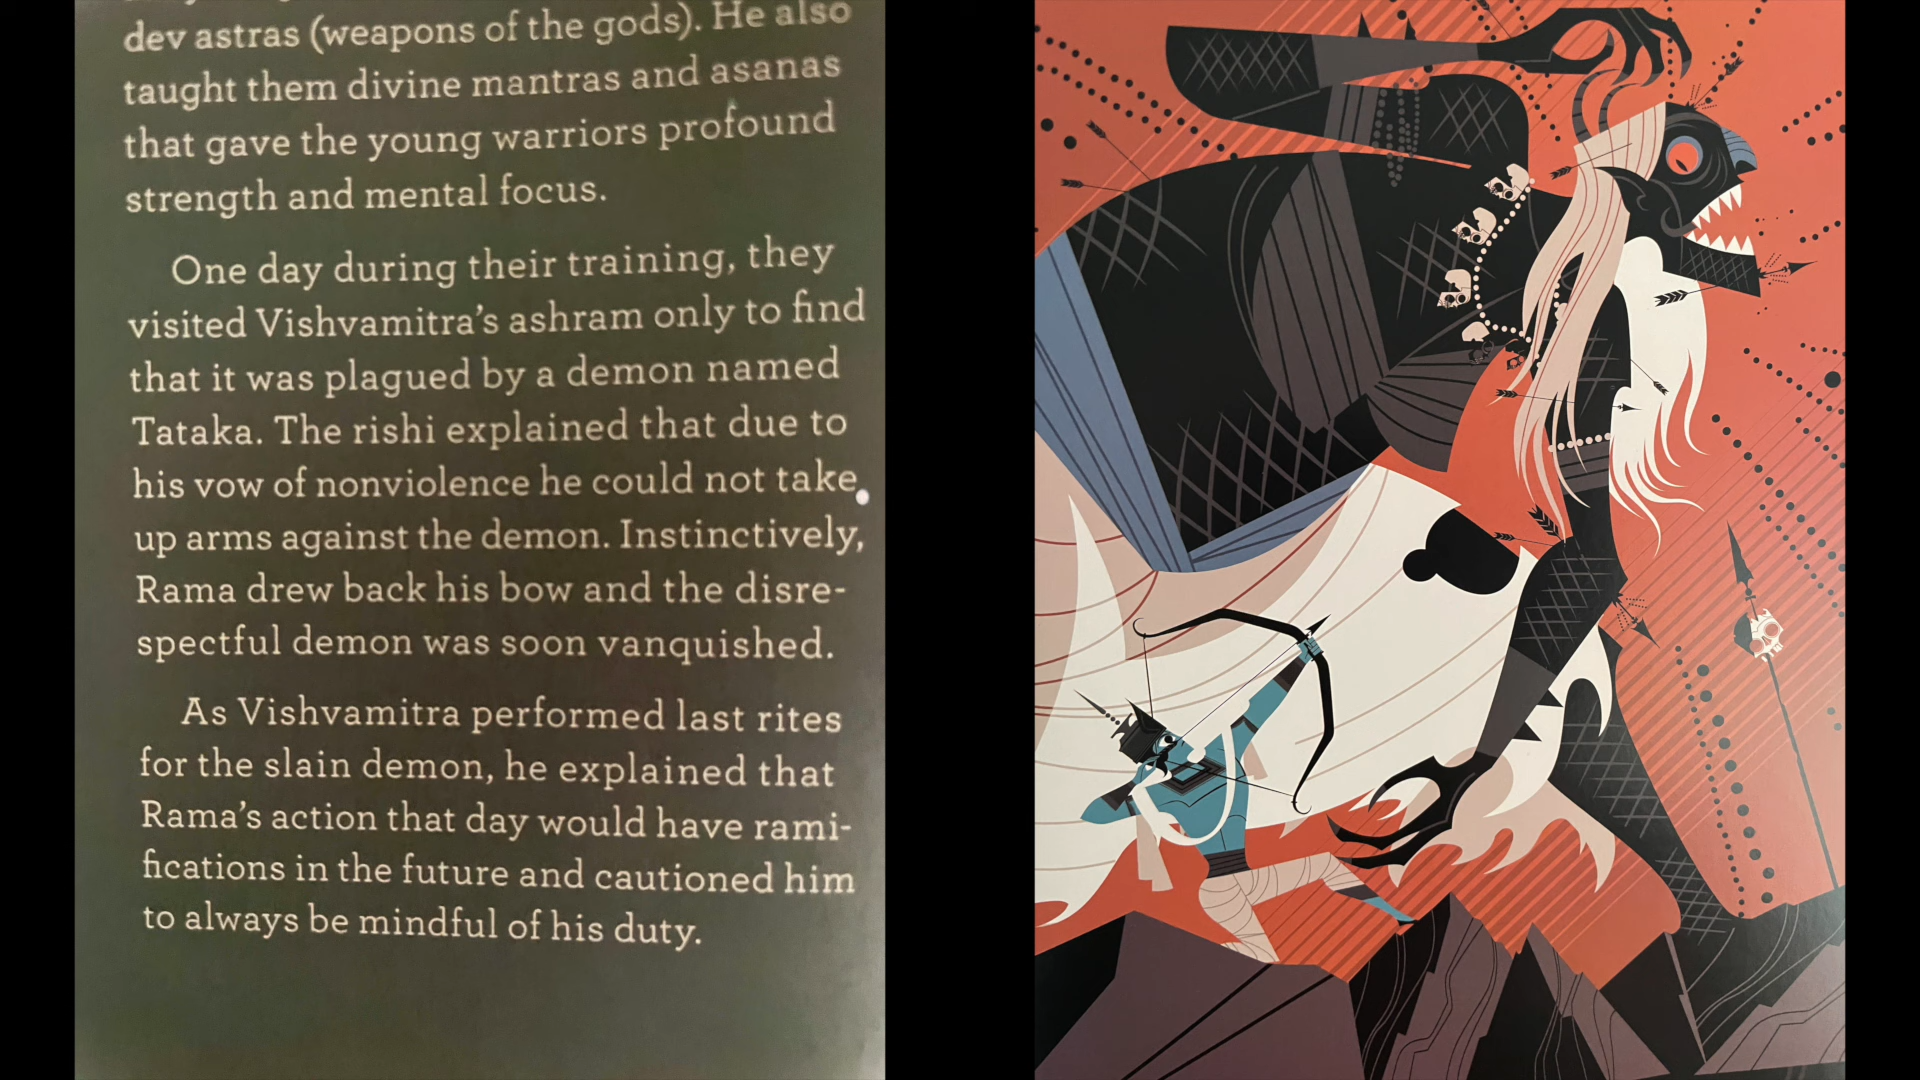 dev astras (weapons of the gods). He also
taught them divine mantras and asanas
that gave the young warriors profound
strength and mental focus.
One day during their training, they
visited Vishvamitra's ashram only to find
that it was plagued by a demon named
Tataka. The rishi explained that due to
his vow of nonviolence he could not take
up arms against the demon. Instinctively,
Rama drew back his bow and the disre-
spectful demon was soon vanquished.
As Vishvamitra performed last rites
for the slain demon, he explained that
Rama's action that day would have rami-
fications in the future and cautioned him
to always be mindful of his duty.